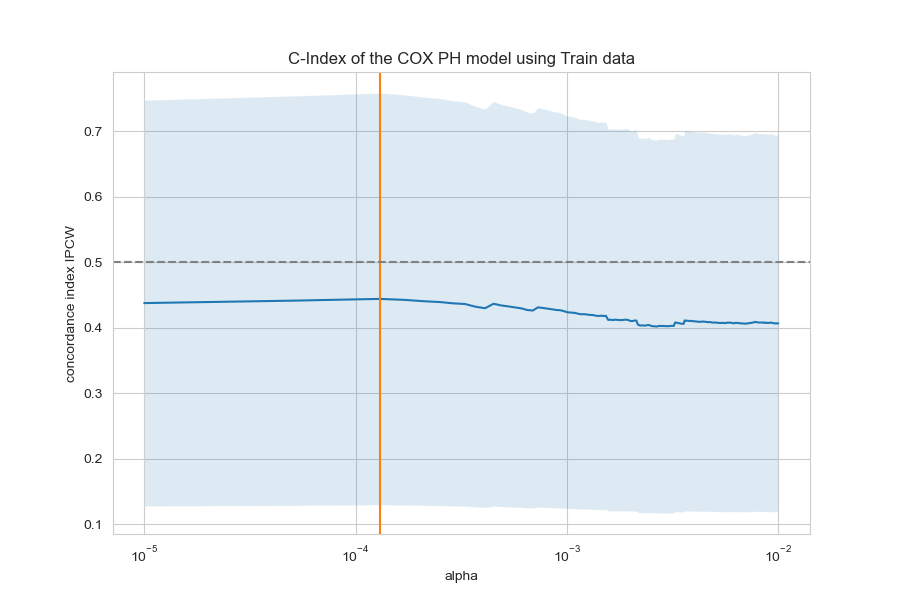 C-Index of the COX PH model using Train data
concordance index IPCW
0.7
0.6
0.5
0.4
0.3
0.2
0.1
10⁻⁵ 10⁻⁴ 10⁻³ 10⁻²
alpha